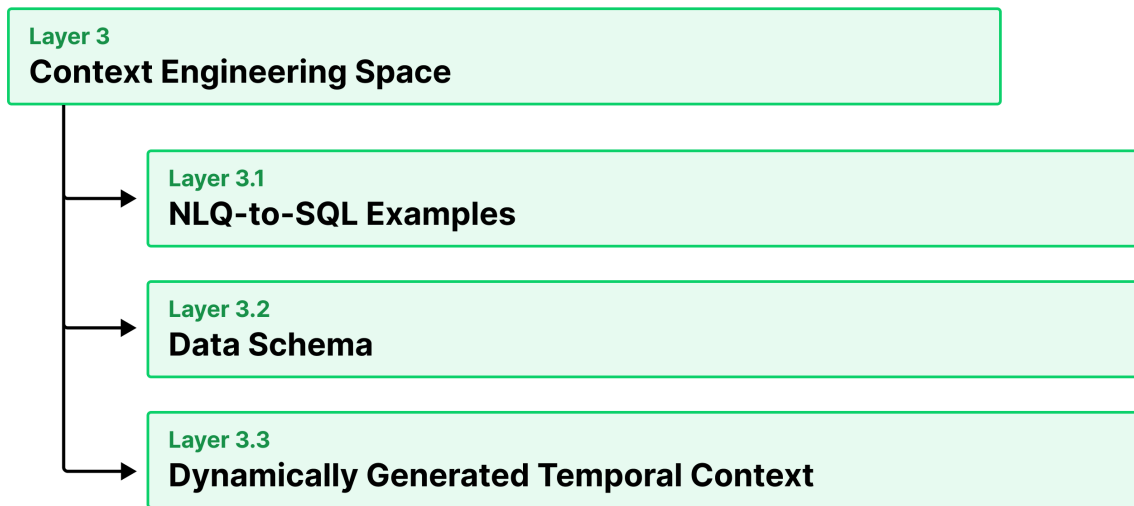 Layer 3
Context Engineering Space
Layer 3.1
NLQ-to-SQL Examples
Layer 3.2
Data Schema
Layer 3.3
Dynamically Generated Temporal Context